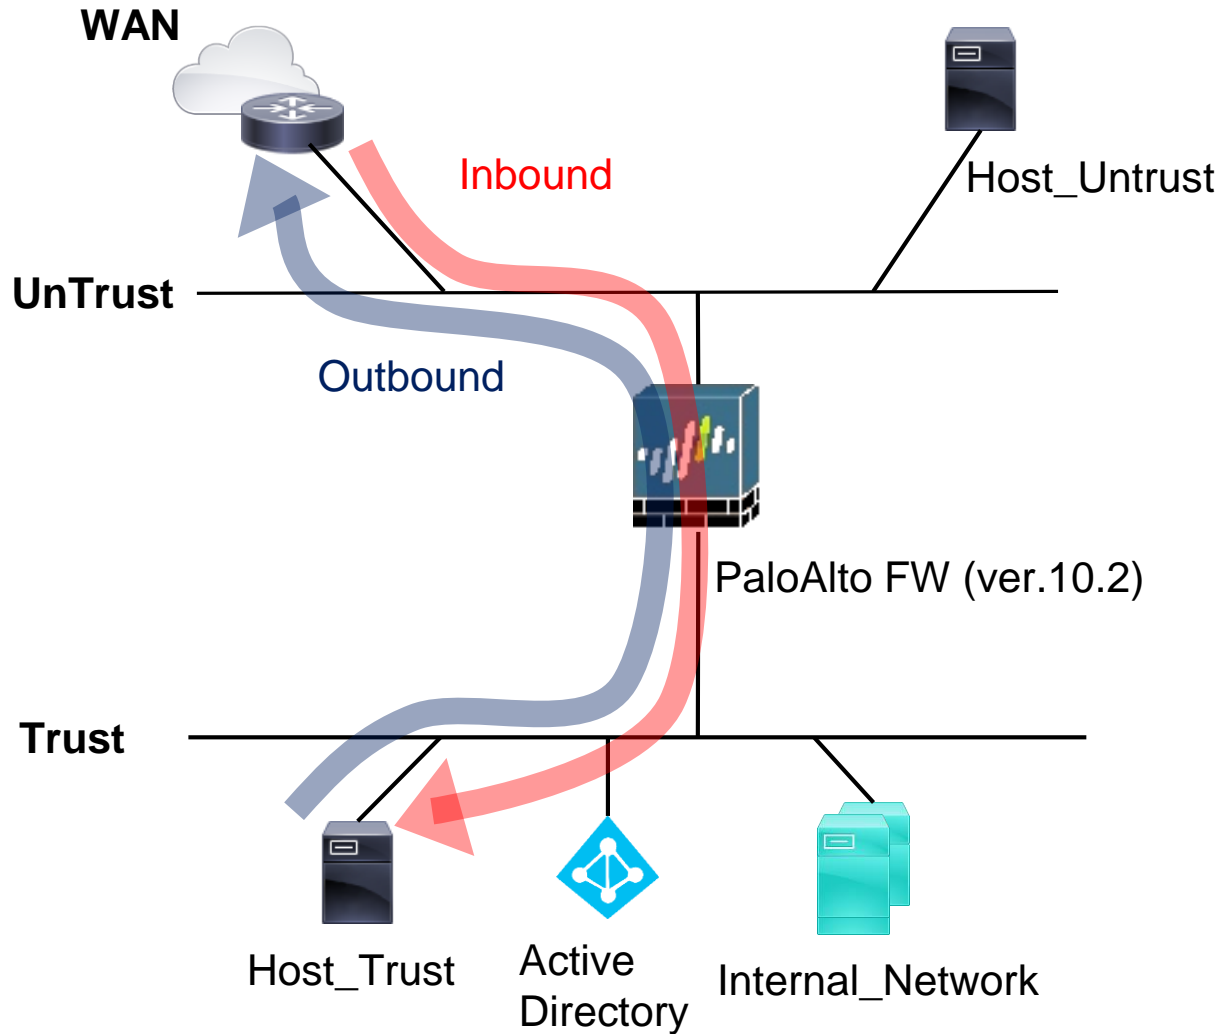 WAN
Inbound
Host_Untrust
UnTrust
Outbound
PaloAlto FW (ver.10.2)
Trust
Host_Trust
Active
Directory
Internal_Network